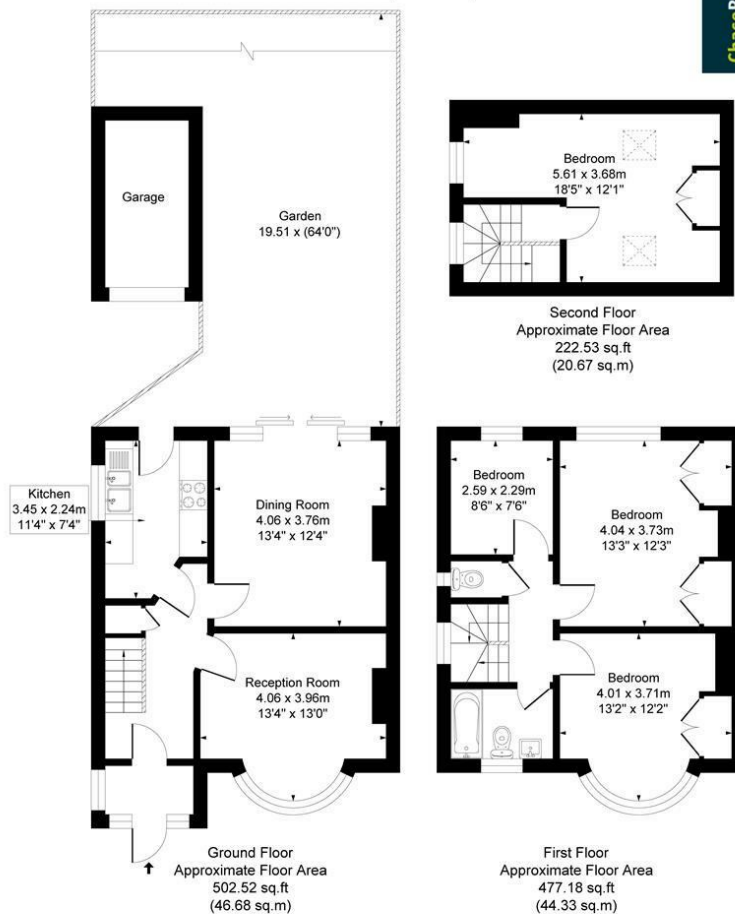 Garage
Garden
19.51 x (64'0")
Bedroom
5.61 x 3.68m
18'5" x 12'1"
Second Floor
Approximate Floor Area
222.53 sq.ft
(20.67 sq.m)
Kitchen
3.45 x 2.24m
11'4" x 7'4"
Dining Room
4.06 x 3.76m
13'4" x 12'4"
Reception Room
4.06 x 3.96m
13'4" x 13'0"
Ground Floor
Approximate Floor Area
502.52 sq.ft
(46.68 sq.m)
Bedroom
2.59 x 2.29m
8'6" x 7'6"
Bedroom
4.04 x 3.73m
13'3" x 12'3"
Bedroom
4.01 x 3.71m
13'2" x 12'2"
First Floor
Approximate Floor Area
477.18 sq.ft
(44.33 sq.m)